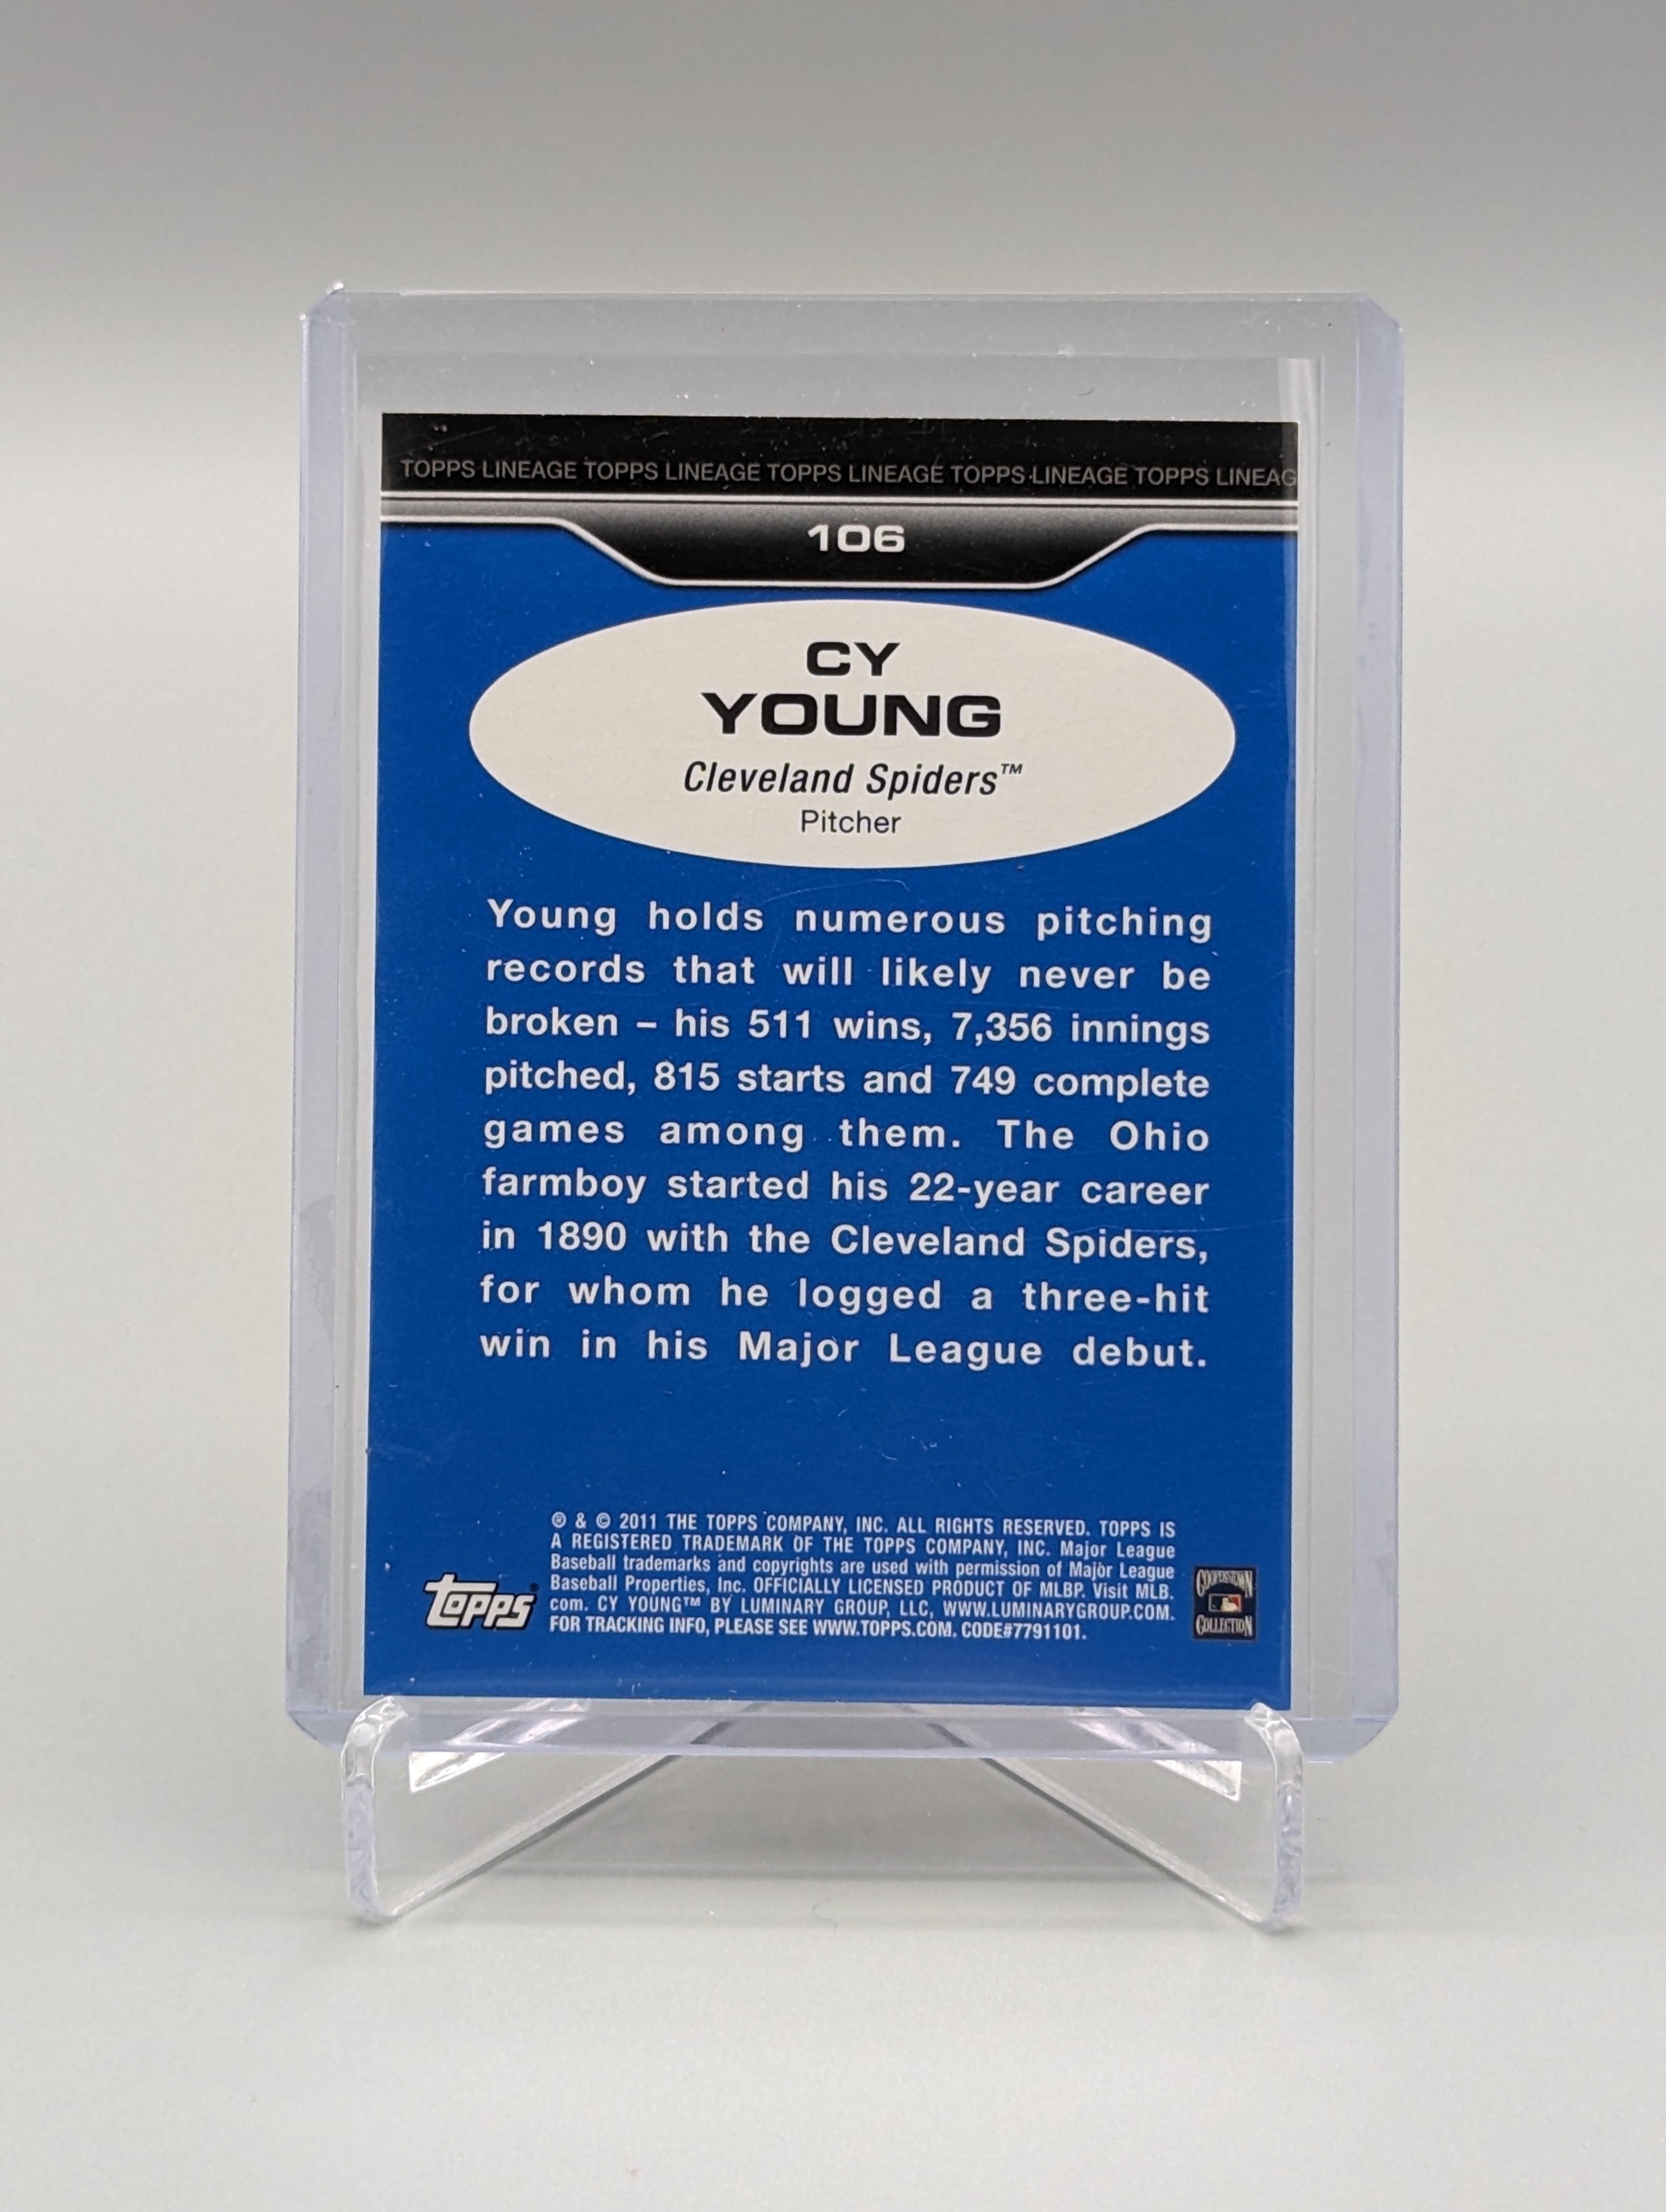 TOPPS LINEAGE TOPPS LINEAGE TOPPS LINEAGE TOPPS LINEAGE TOPPS LINEAG
106
CY
YOUNG
Cleveland Spiders™
Pitcher
Young holds numerous pitching
records that will likely never be
broken – his 511 wins, 7,356 innings
pitched, 815 starts and 749 complete
games among them. The Ohio
farmboy started his 22-year career
in 1890 with the Cleveland Spiders,
for whom he logged a three-hit
win in his Major League debut.
® & © 2011 THE TOPPS COMPANY, INC. ALL RIGHTS RESERVED. TOPPS IS
A REGISTERED TRADEMARK OF THE TOPPS COMPANY, INC. Major League
Baseball trademarks and copyrights are used with permission of Major League
Baseball Properties, Inc. OFFICIALLY LICENSED PRODUCT OF MLBP. Visit MLB.
com. CY YOUNG™ BY LUMINARY GROUP, LLC, WWW.LUMINARYGROUP.COM.
FOR TRACKING INFO, PLEASE SEE WWW.TOPPS.COM. CODE#7791101.
Topps®
COOPERSTOWN
COLLECTION